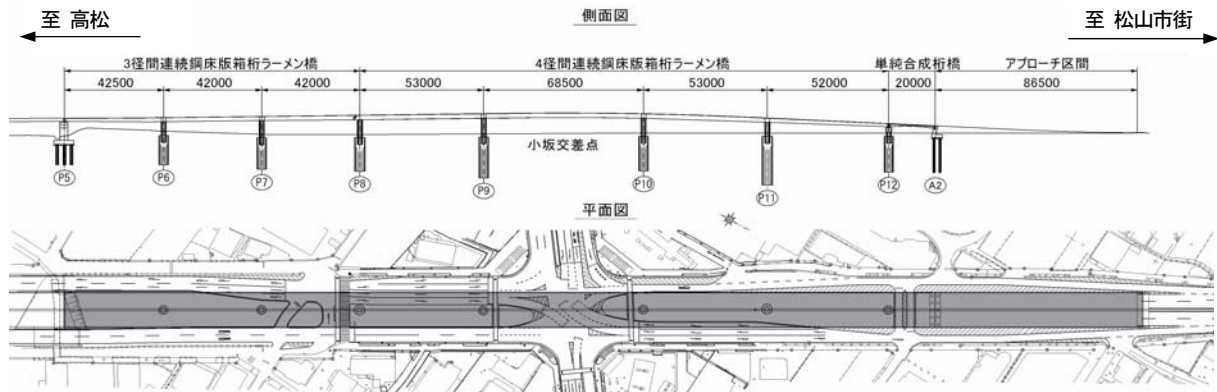 至 高松
側面図
至 松山市街
3径間連続鋼床版箱桁ラーメン橋
4径間連続鋼床版箱桁ラーメン橋
単純合成桁橋
アプローチ区間
42500
42000
42000
53000
68500
53000
52000
20000
86500
小坂交差点
P5
P6
P7
P8
P9
P10
P11
P12
A2
平面図